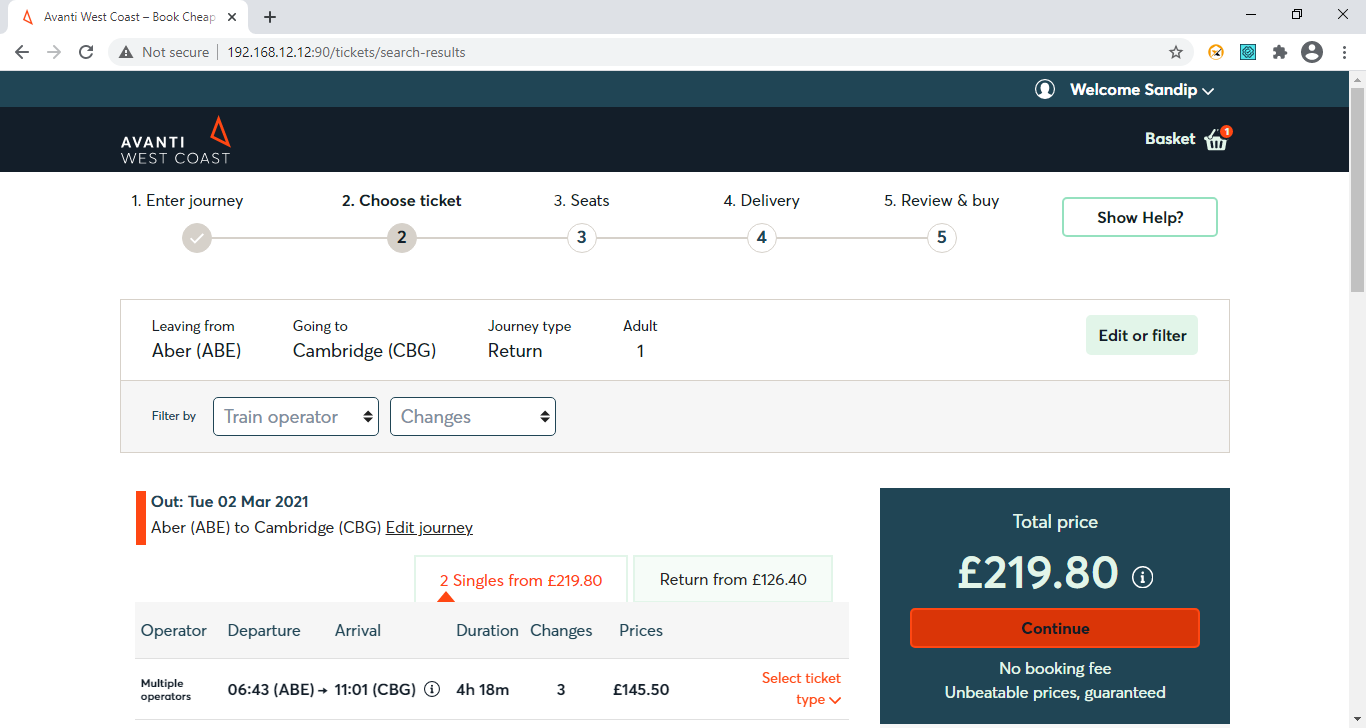 Avanti West Coast – Book Cheap
Not secure
192.168.12.12:90/tickets/search-results
Welcome Sandip
AVANTI
WEST COAST
Basket
1
1. Enter journey
2. Choose ticket
3. Seats
4. Delivery
5. Review & buy
2
3
4
5
Show Help?
Leaving from
Going to
Journey type
Adult
Aber (ABE)
Cambridge (CBG)
Return
1
Edit or filter
Filter by
Train operator
Changes
Out: Tue 02 Mar 2021
Aber (ABE) to Cambridge (CBG) Edit journey
2 Singles from £219.80
Return from £126.40
Operator
Departure
Arrival
Duration
Changes
Prices
Multiple
operators
06:43 (ABE) → 11:01 (CBG)
4h 18m
3
£145.50
Select ticket
type
Total price
£219.80
Continue
No booking fee
Unbeatable prices, guaranteed